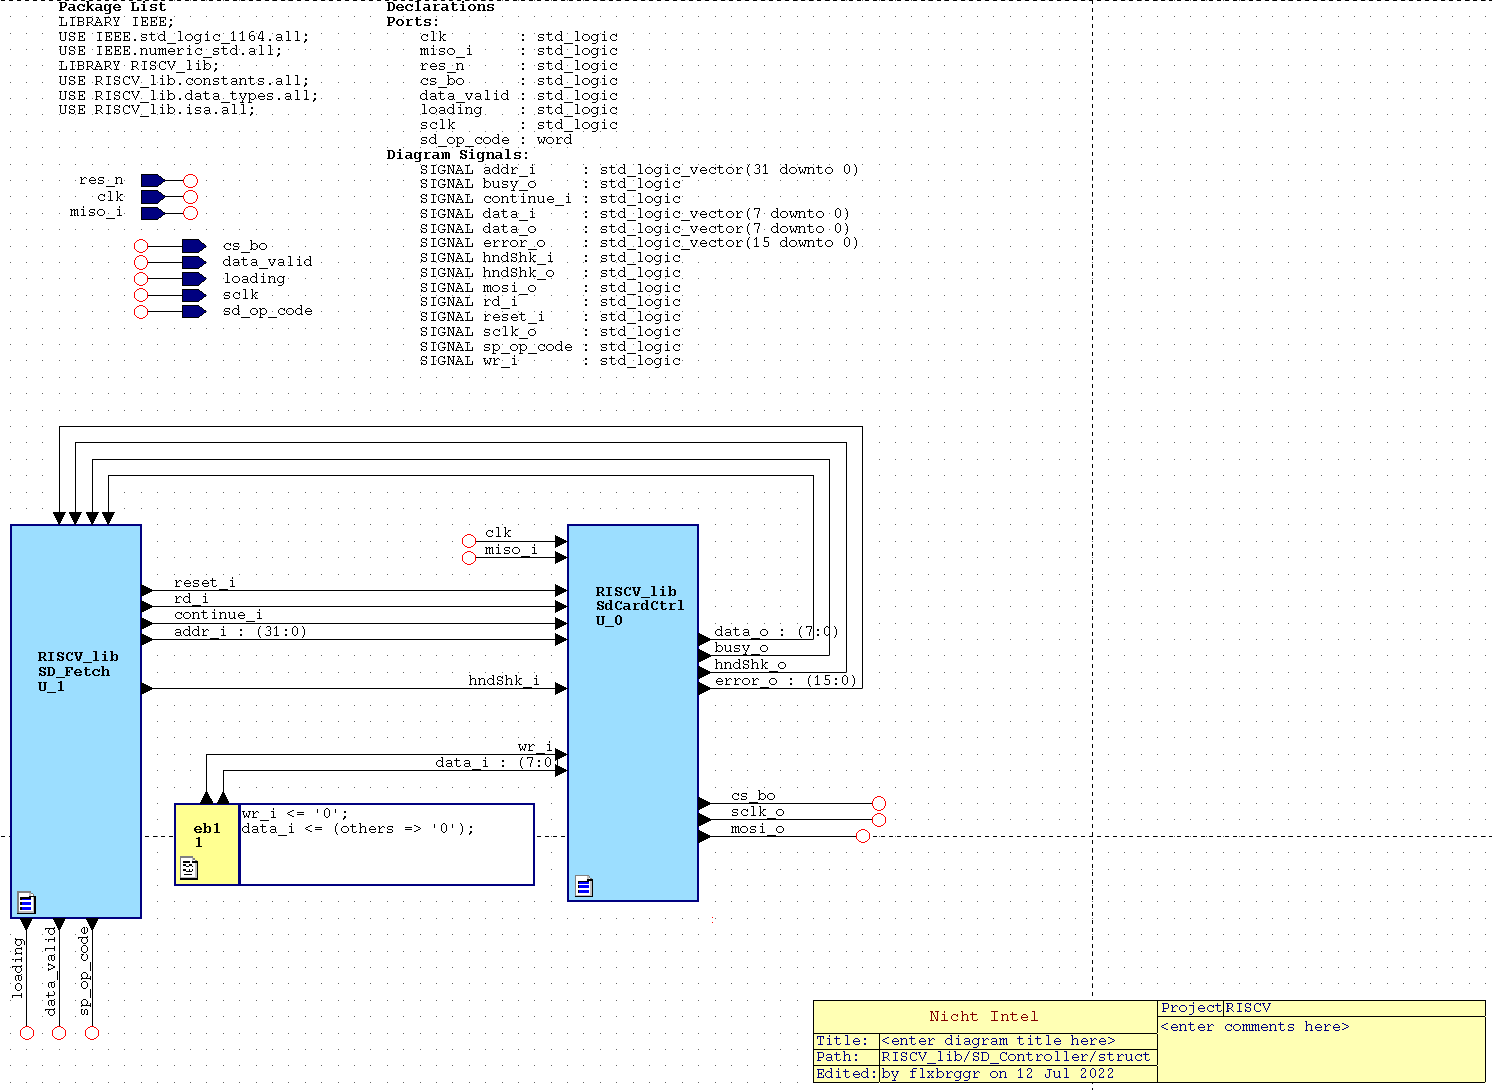 Package List
LIBRARY IEEE;
USE IEEE.std_logic_1164.all;
USE IEEE.numeric_std.all;
LIBRARY RISCV_lib;
USE RISCV_lib.constants.all;
USE RISCV_lib.data_types.all;
USE RISCV_lib.isa.all;
Declarations
Ports:
clk : std_logic
miso_i : std_logic
res_n : std_logic
cs_bo : std_logic
data_valid : std_logic
loading : std_logic
sclk : std_logic
sd_op_code : word
Diagram Signals:
SIGNAL addr_i : std_logic_vector(31 downto 0)
SIGNAL busy_o : std_logic
SIGNAL continue_i : std_logic
SIGNAL data_i : std_logic_vector(7 downto 0)
SIGNAL data_o : std_logic_vector(7 downto 0)
SIGNAL error_o : std_logic_vector(15 downto 0)
SIGNAL hndShk_i : std_logic
SIGNAL hndShk_o : std_logic
SIGNAL mosi_o : std_logic
SIGNAL rd_i : std_logic
SIGNAL reset_i : std_logic
SIGNAL sclk_o : std_logic
SIGNAL sp_op_code : std_logic
SIGNAL wr_i : std_logic
res_n
clk
miso_i
cs_bo
data_valid
loading
sclk
sd_op_code
clk
miso_i
reset_i
rd_i
continue_i
addr_i : (31:0)
RISCV_lib
SD_Fetch
U_1
hndShk_i
RISCV_lib
SdCardCtrl
U_0
data_o : (7:0)
busy_o
hndShk_o
error_o : (15:0)
wr_i
data_i : (7:0
eb1
1
wr_i <= '0';
data_i <= (others => '0');
cs_bo
sclk_o
mosi_o
loading
data_valid
sp_op_code
Nicht Intel
Title: <enter diagram title here>
Path: RISCV_lib/SD_Controller/struct
Edited: by flxbrggr on 12 Jul 2022
Project RISCV
<enter comments here>